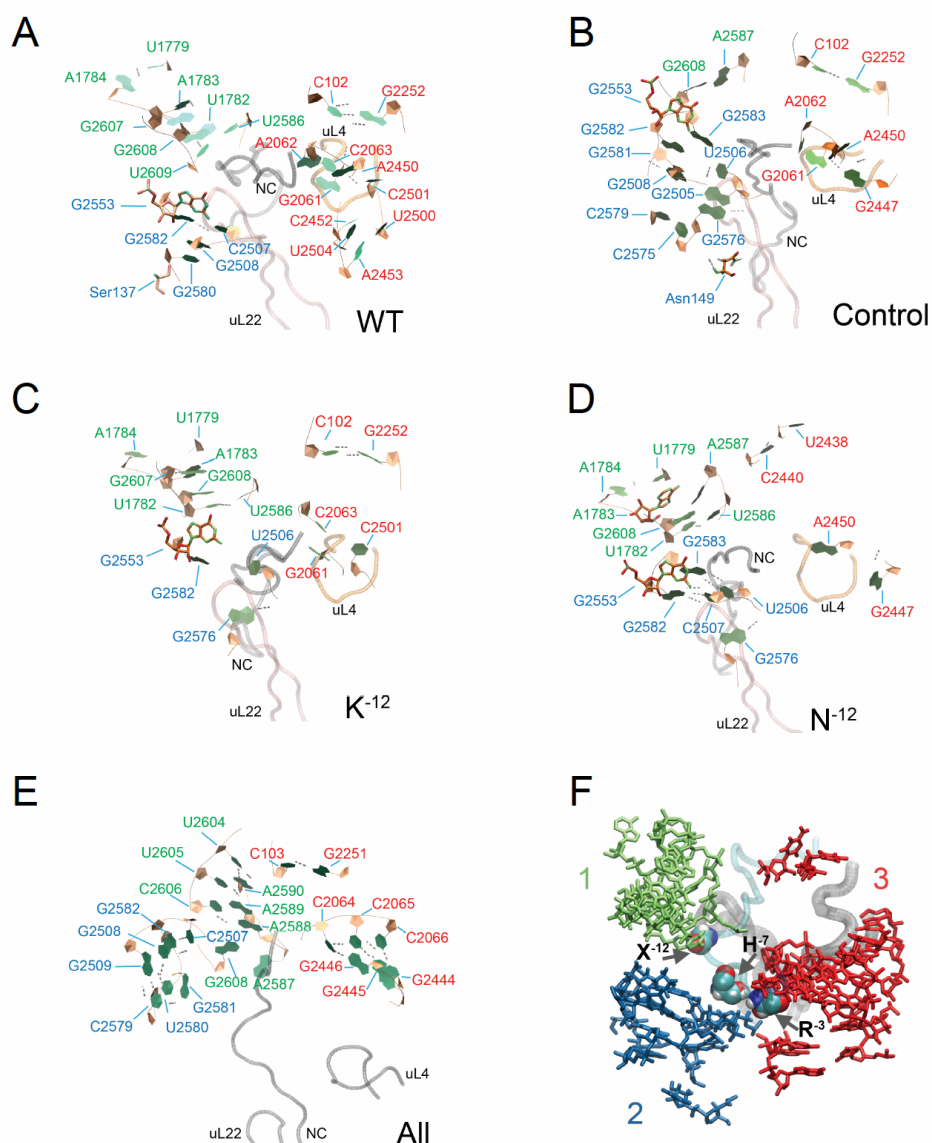 A
U1779
A1784
A1783
U1782
C102
G2252
G2607
U2586
uL4
G2608
A2062
C2063
A2450
U2609
NC
G2061
C2501
G2553
C2452
U2500
G2582
C2507
U2504
G2508
A2453
Ser137
G2580
uL22
WT
B
A2587
G2608
C102
G2252
G2553
A2062
G2582
G2583
A2450
G2581
U2506
G2508
G2061
uL4
G2505
G2447
C2579
C2575
G2576
NC
Asn149
uL22
Control
C
U1779
C102
A1784
G2252
A1783
G2607
G2608
U1782
U2586
C2063
U2506
C2501
G2553
G2061
G2582
uL4
G2576
NC
uL22
K-12
D
U2438
U1779
A2587
A1784
C2440
A1783
U2586
A2450
G2608
U1782
G2583
NC
G2553
uL4
U2506
G2447
G2582
C2507
G2576
uL22
N-12
E
U2604
U2605
C103
G2251
C2606
A2590
G2582
A2589
C2064
C2065
G2508
C2507
A2588
C2066
G2509
G2608
A2587
G2446
G2444
G2581
G2445
C2579
U2580
uL4
uL22
NC
All
F
1
3
X-12
H-7
R-3
2